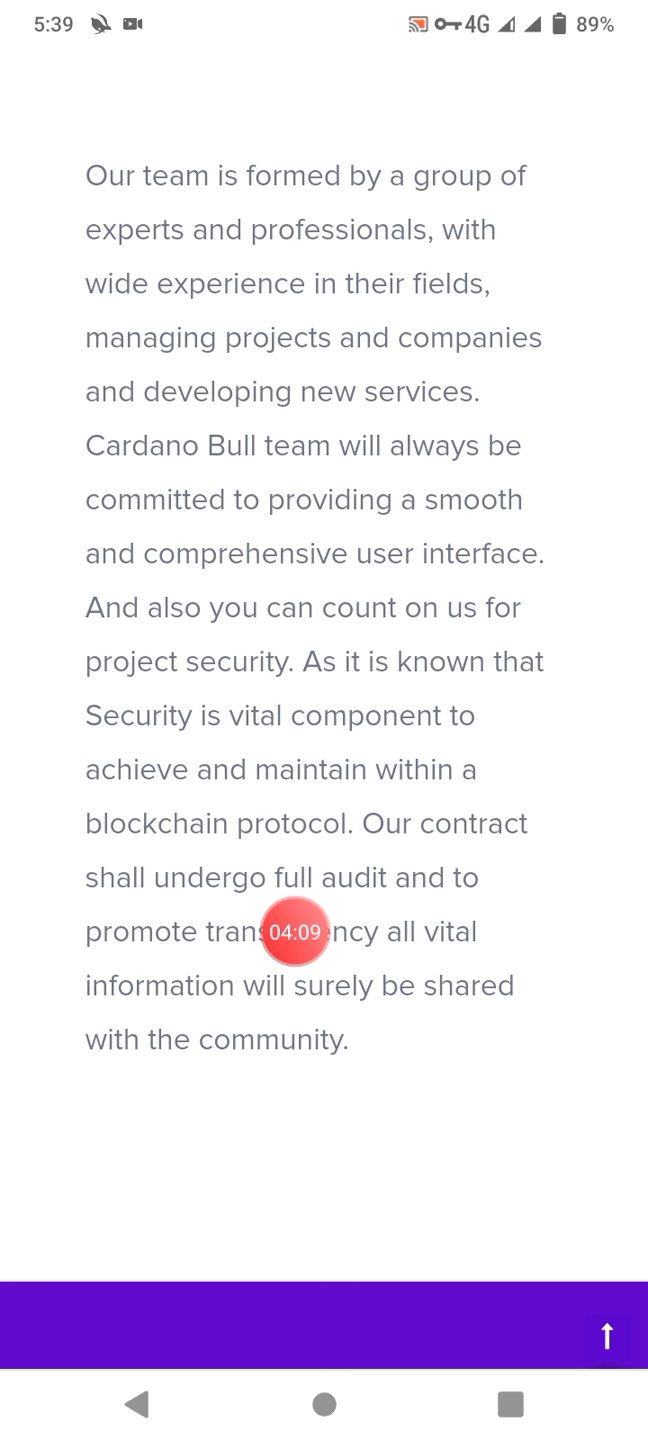 5:39 4G 89%
Our team is formed by a group of
experts and professionals, with
wide experience in their fields,
managing projects and companies
and developing new services.
Cardano Bull team will always be
committed to providing a smooth
and comprehensive user interface.
And also you can count on us for
project security. As it is known that
Security is vital component to
achieve and maintain within a
blockchain protocol. Our contract
shall undergo full audit and to
promote 04:09 all vital
information will surely be shared
with the community.